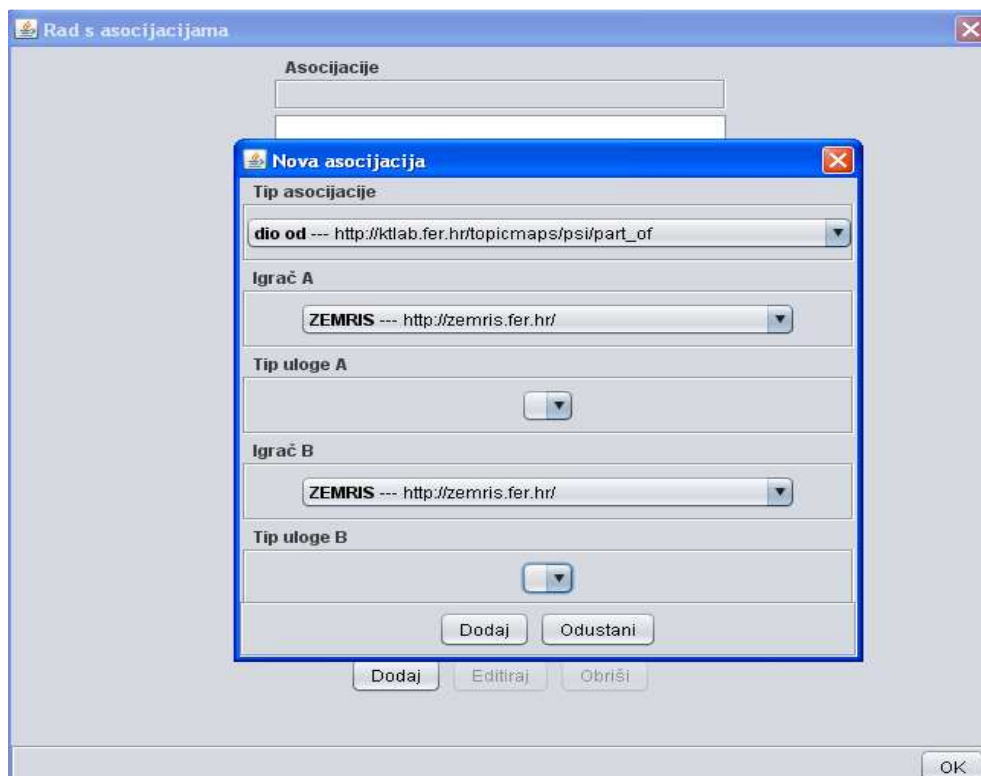 Rad s asocijacijama
Asocijacije
Nova asocijacija
Tip asocijacije
dio od --- http://ktlab.fer.hr/topicmaps/psi/part_of
Igrač A
ZEMRIS --- http://zemris.fer.hr/
Tip uloge A
Igrač B
ZEMRIS --- http://zemris.fer.hr/
Tip uloge B
Dodaj Odustani
Dodaj Editiraj Obriši
OK